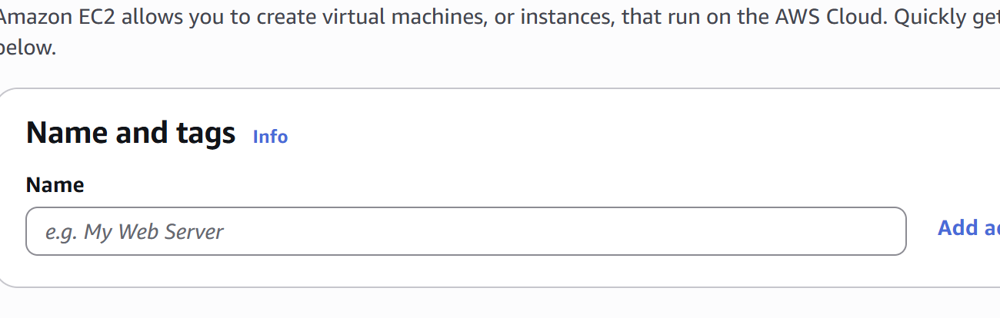 Amazon EC2 allows you to create virtual machines, or instances, that run on the AWS Cloud. Quickly get
below.
Name and tags Info
Name
e.g. My Web Server
Add